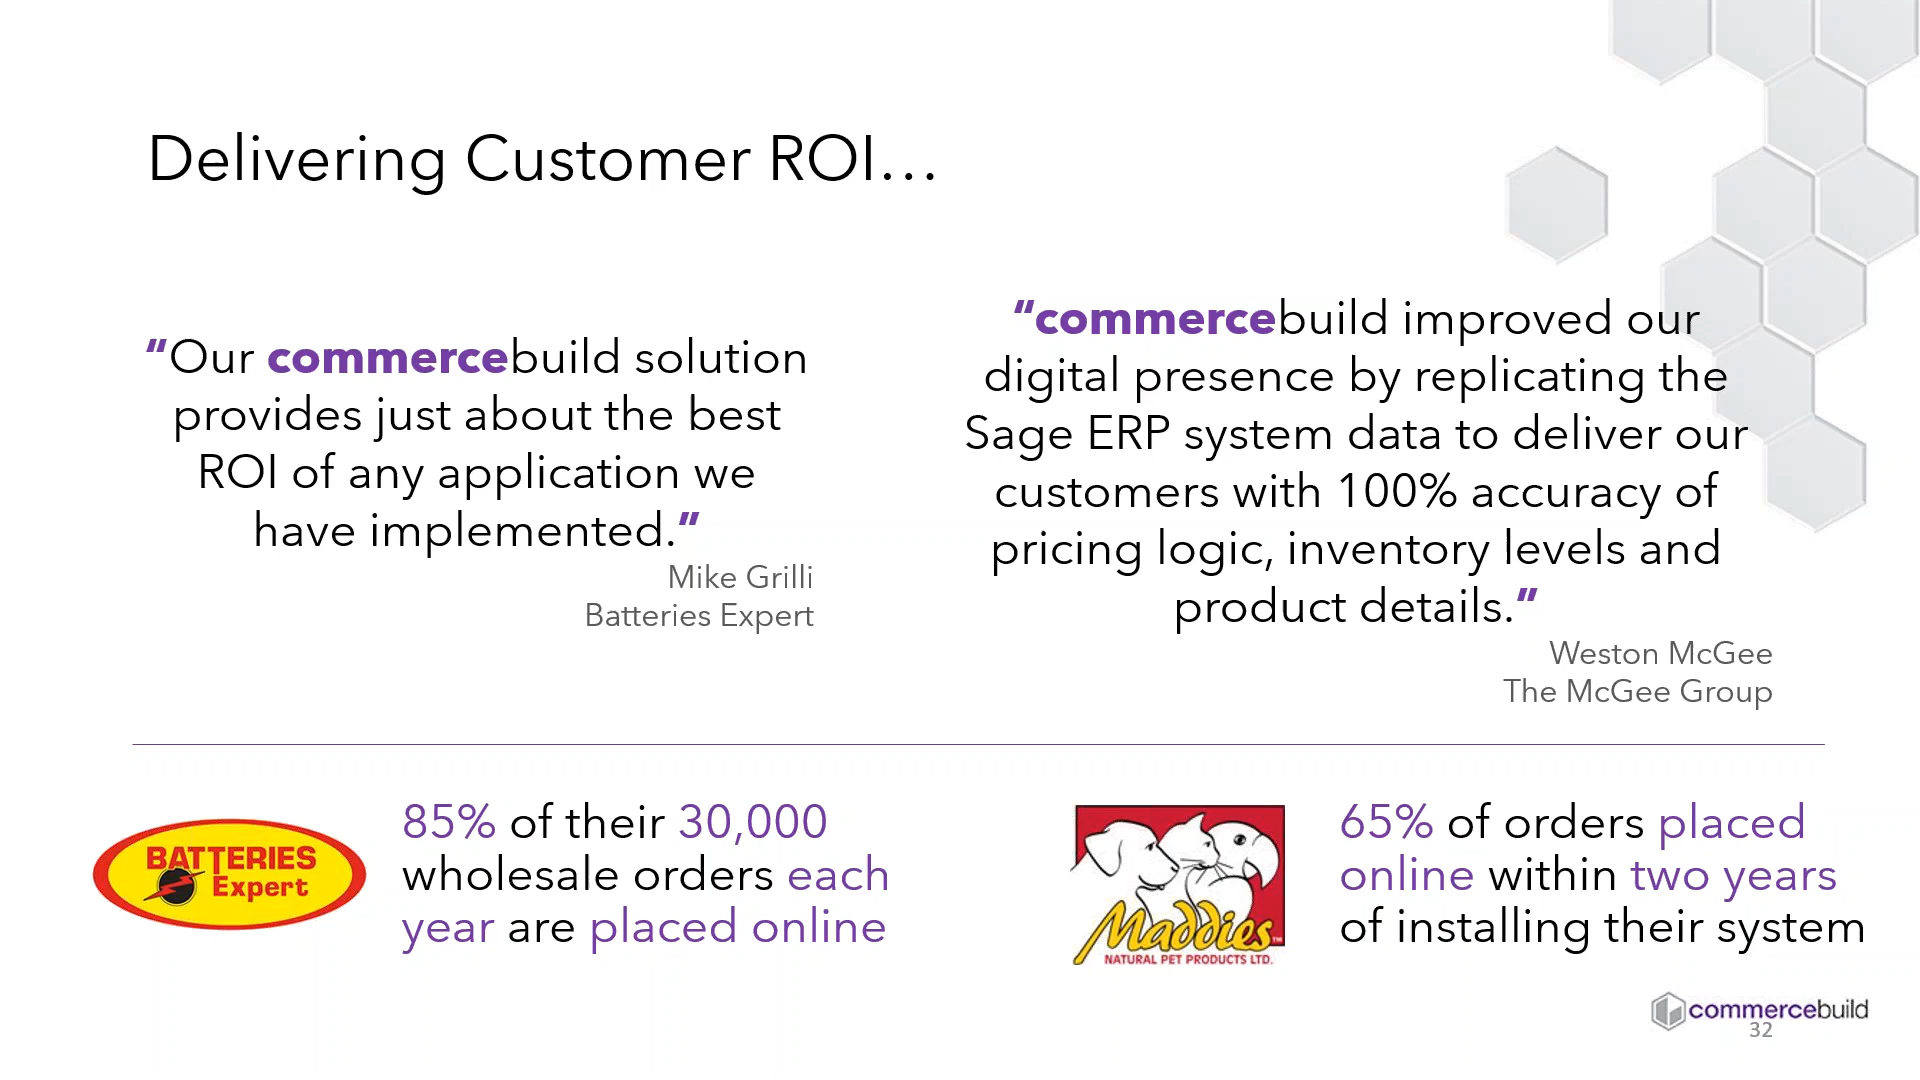 Delivering Customer ROI…
“Our commercebuild solution
provides just about the best
ROI of any application we
have implemented.”
Mike Grilli
Batteries Expert
“commercebuild improved our
digital presence by replicating the
Sage ERP system data to deliver our
customers with 100% accuracy of
pricing logic, inventory levels and
product details.”
Weston McGee
The McGee Group
BATTERIES
Expert
85% of their 30,000
wholesale orders each
year are placed online
Maddies™
NATURAL PET PRODUCTS LTD.
65% of orders placed
online within two years
of installing their system
commercebuild
32